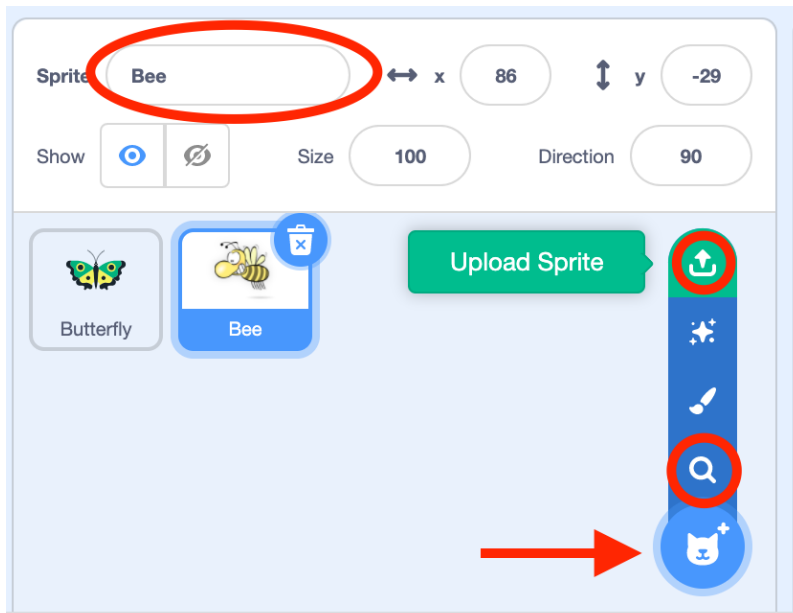 Sprite Bee x 86 y -29
Show Size 100 Direction 90
Upload Sprite
Butterfly Bee